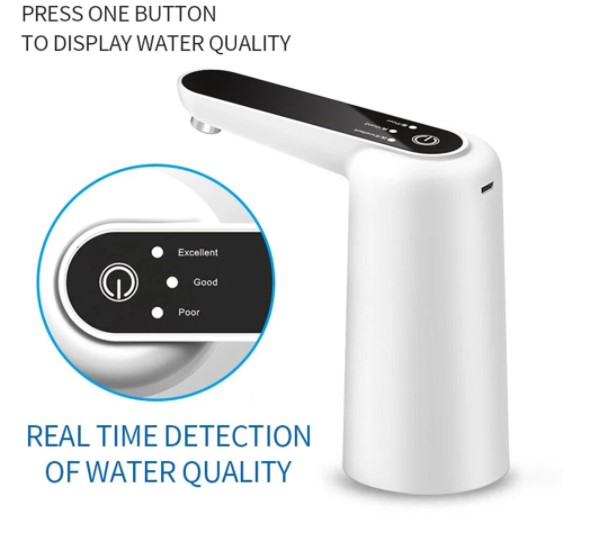 PRESS ONE BUTTON
TO DISPLAY WATER QUALITY
Excellent
Good
Poor
REAL TIME DETECTION
OF WATER QUALITY